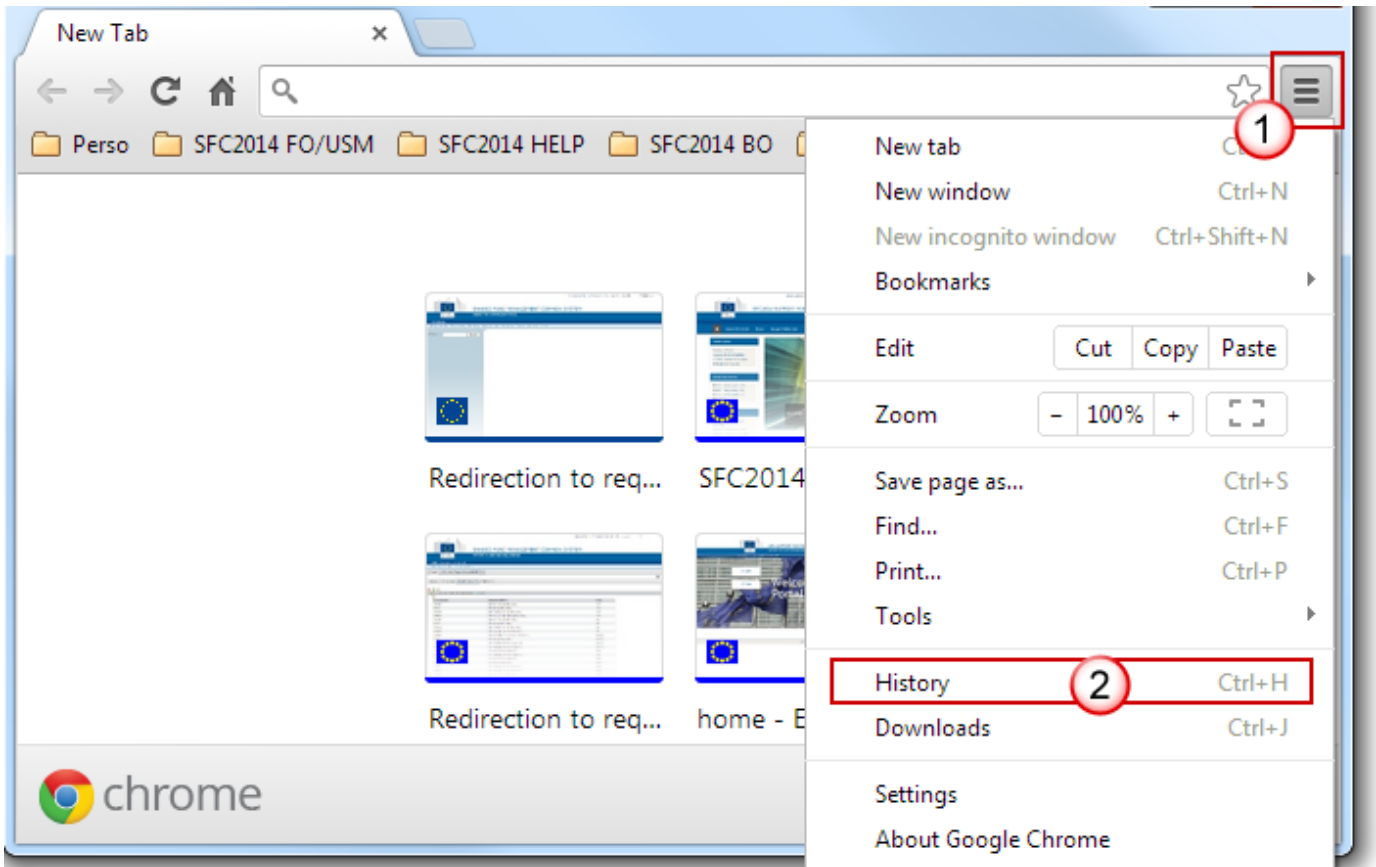 New Tab
Perso SFC2014 FO/USM SFC2014 HELP SFC2014 BO
1
New tab
New window Ctrl+N
New incognito window Ctrl+Shift+N
Bookmarks
Edit Cut Copy Paste
Zoom - 100% +
Redirection to req... SFC2014
Save page as... Ctrl+S
Find... Ctrl+F
Print... Ctrl+P
Tools
History 2 Ctrl+H
Redirection to req... home - E
Downloads Ctrl+J
chrome
Settings
About Google Chrome